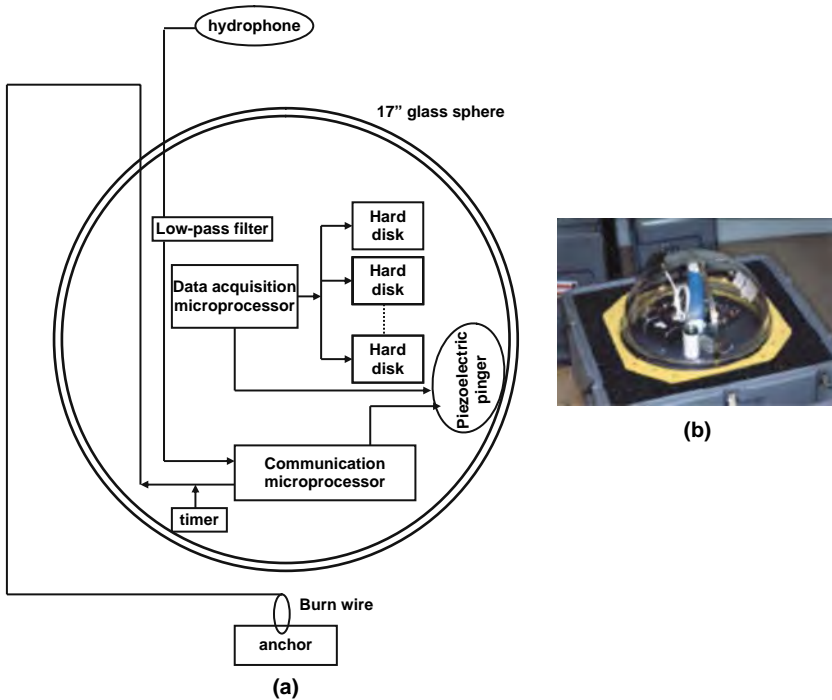 hydrophone
17” glass sphere
Low-pass filter
Hard
disk
Data acquisition
microprocessor
Hard
disk
Hard
disk
Piezoelectric
pinger
Communication
microprocessor
timer
Burn wire
anchor
(a)
(b)